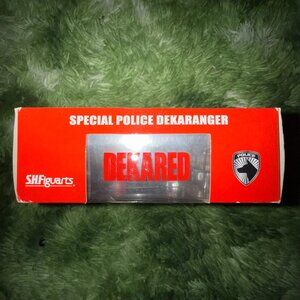 SPECIAL POLICE DEKARANGER
DEKARED
S.H.Figuarts
POLICE